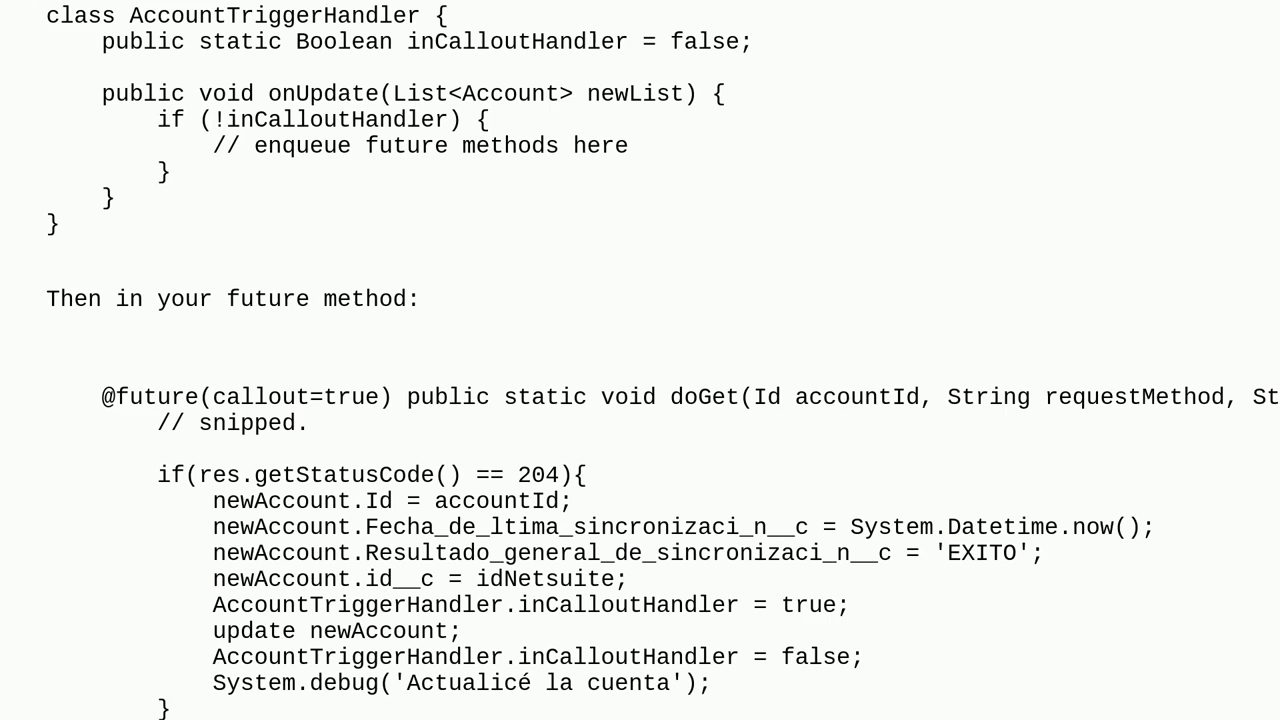 class AccountTriggerHandler {
    public static Boolean inCalloutHandler = false;

    public void onUpdate(List<Account> newList) {
        if (!inCalloutHandler) {
            // enqueue future methods here
        }
    }
}

Then in your future method:

    @future(callout=true) public static void doGet(Id accountId, String requestMethod, St
        // snipped.

        if(res.getStatusCode() == 204){
            newAccount.Id = accountId;
            newAccount.Fecha_de_ltima_sincronizaci_n__c = System.Datetime.now();
            newAccount.Resultado_general_de_sincronizaci_n__c = 'EXITO';
            newAccount.id__c = idNetsuite;
            AccountTriggerHandler.inCalloutHandler = true;
            update newAccount;
            AccountTriggerHandler.inCalloutHandler = false;
            System.debug('Actualicé la cuenta');
        }